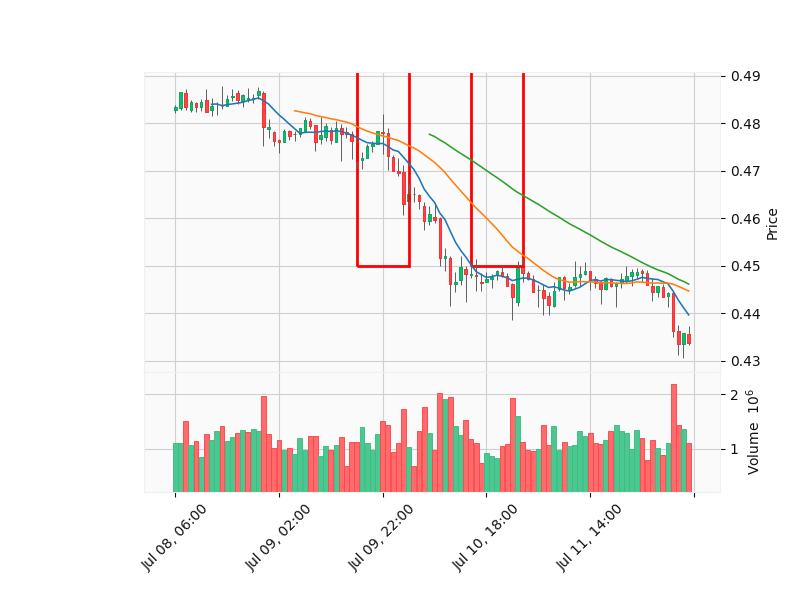 0.49
0.48
0.47
0.46
0.45
0.44
0.43
Price
2
1
Volume 10^6
Jul 08, 06:00
Jul 09, 02:00
Jul 09, 22:00
Jul 10, 18:00
Jul 11, 14:00